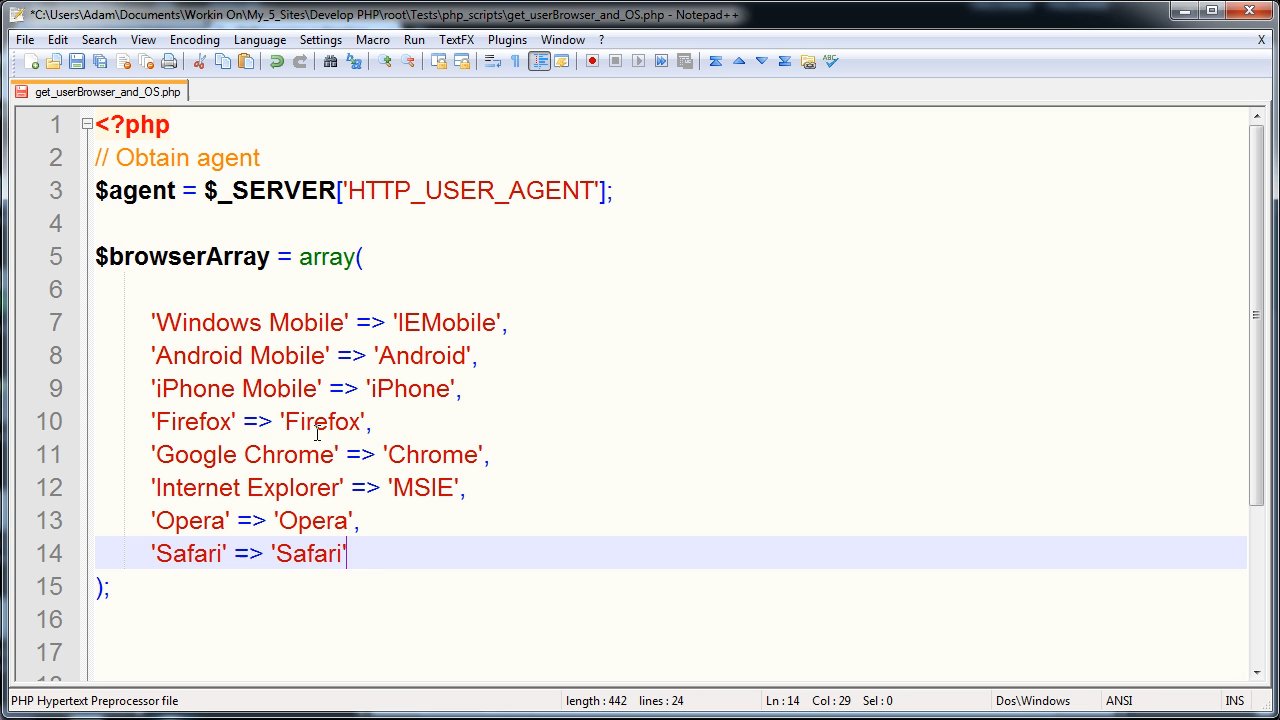 *C:\Users\Adam\Documents\Workin On\My_5_Sites\Develop PHP\root\Tests\php_scripts\get_userBrowser_and_OS.php - Notepad++
File Edit Search View Encoding Language Settings Macro Run TextFX Plugins Window ? X
get_userBrowser_and_OS.php
1 <?php
2 // Obtain agent
3 $agent = $_SERVER['HTTP_USER_AGENT'];
4
5 $browserArray = array(
6
7 'Windows Mobile' => 'IEMobile',
8 'Android Mobile' => 'Android',
9 'iPhone Mobile' => 'iPhone',
10 'Firefox' => 'Firefox',
11 'Google Chrome' => 'Chrome',
12 'Internet Explorer' => 'MSIE',
13 'Opera' => 'Opera',
14 'Safari' => 'Safari'
15 );
16
17
PHP Hypertext Preprocessor file length : 442 lines : 24 Ln : 14 Col : 29 Sel : 0 Dos\Windows ANSI INS